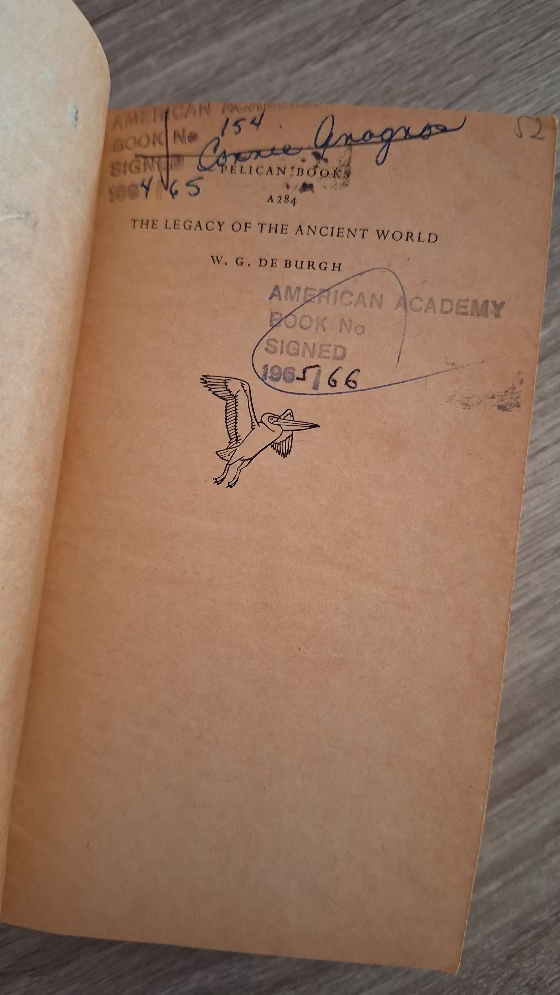 AMERICAN ACADEMY
BOOK No 154
SIGNED Connie Anagnos
1964/65
52
PELICAN BOOKS
A284
THE LEGACY OF THE ANCIENT WORLD
W. G. DE BURGH
AMERICAN ACADEMY
BOOK No
SIGNED
1965/66